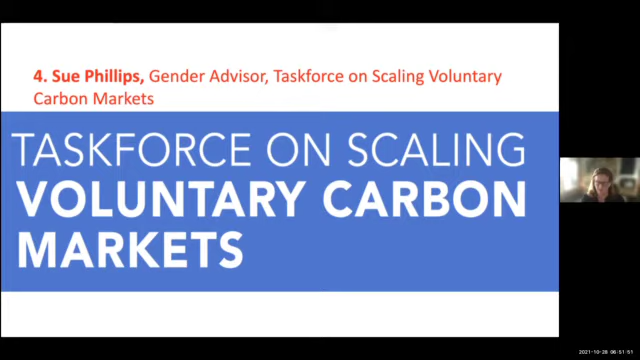 4. Sue Phillips, Gender Advisor, Taskforce on Scaling Voluntary
Carbon Markets
TASKFORCE ON SCALING
VOLUNTARY CARBON
MARKETS
2021-10-28 06:51:51